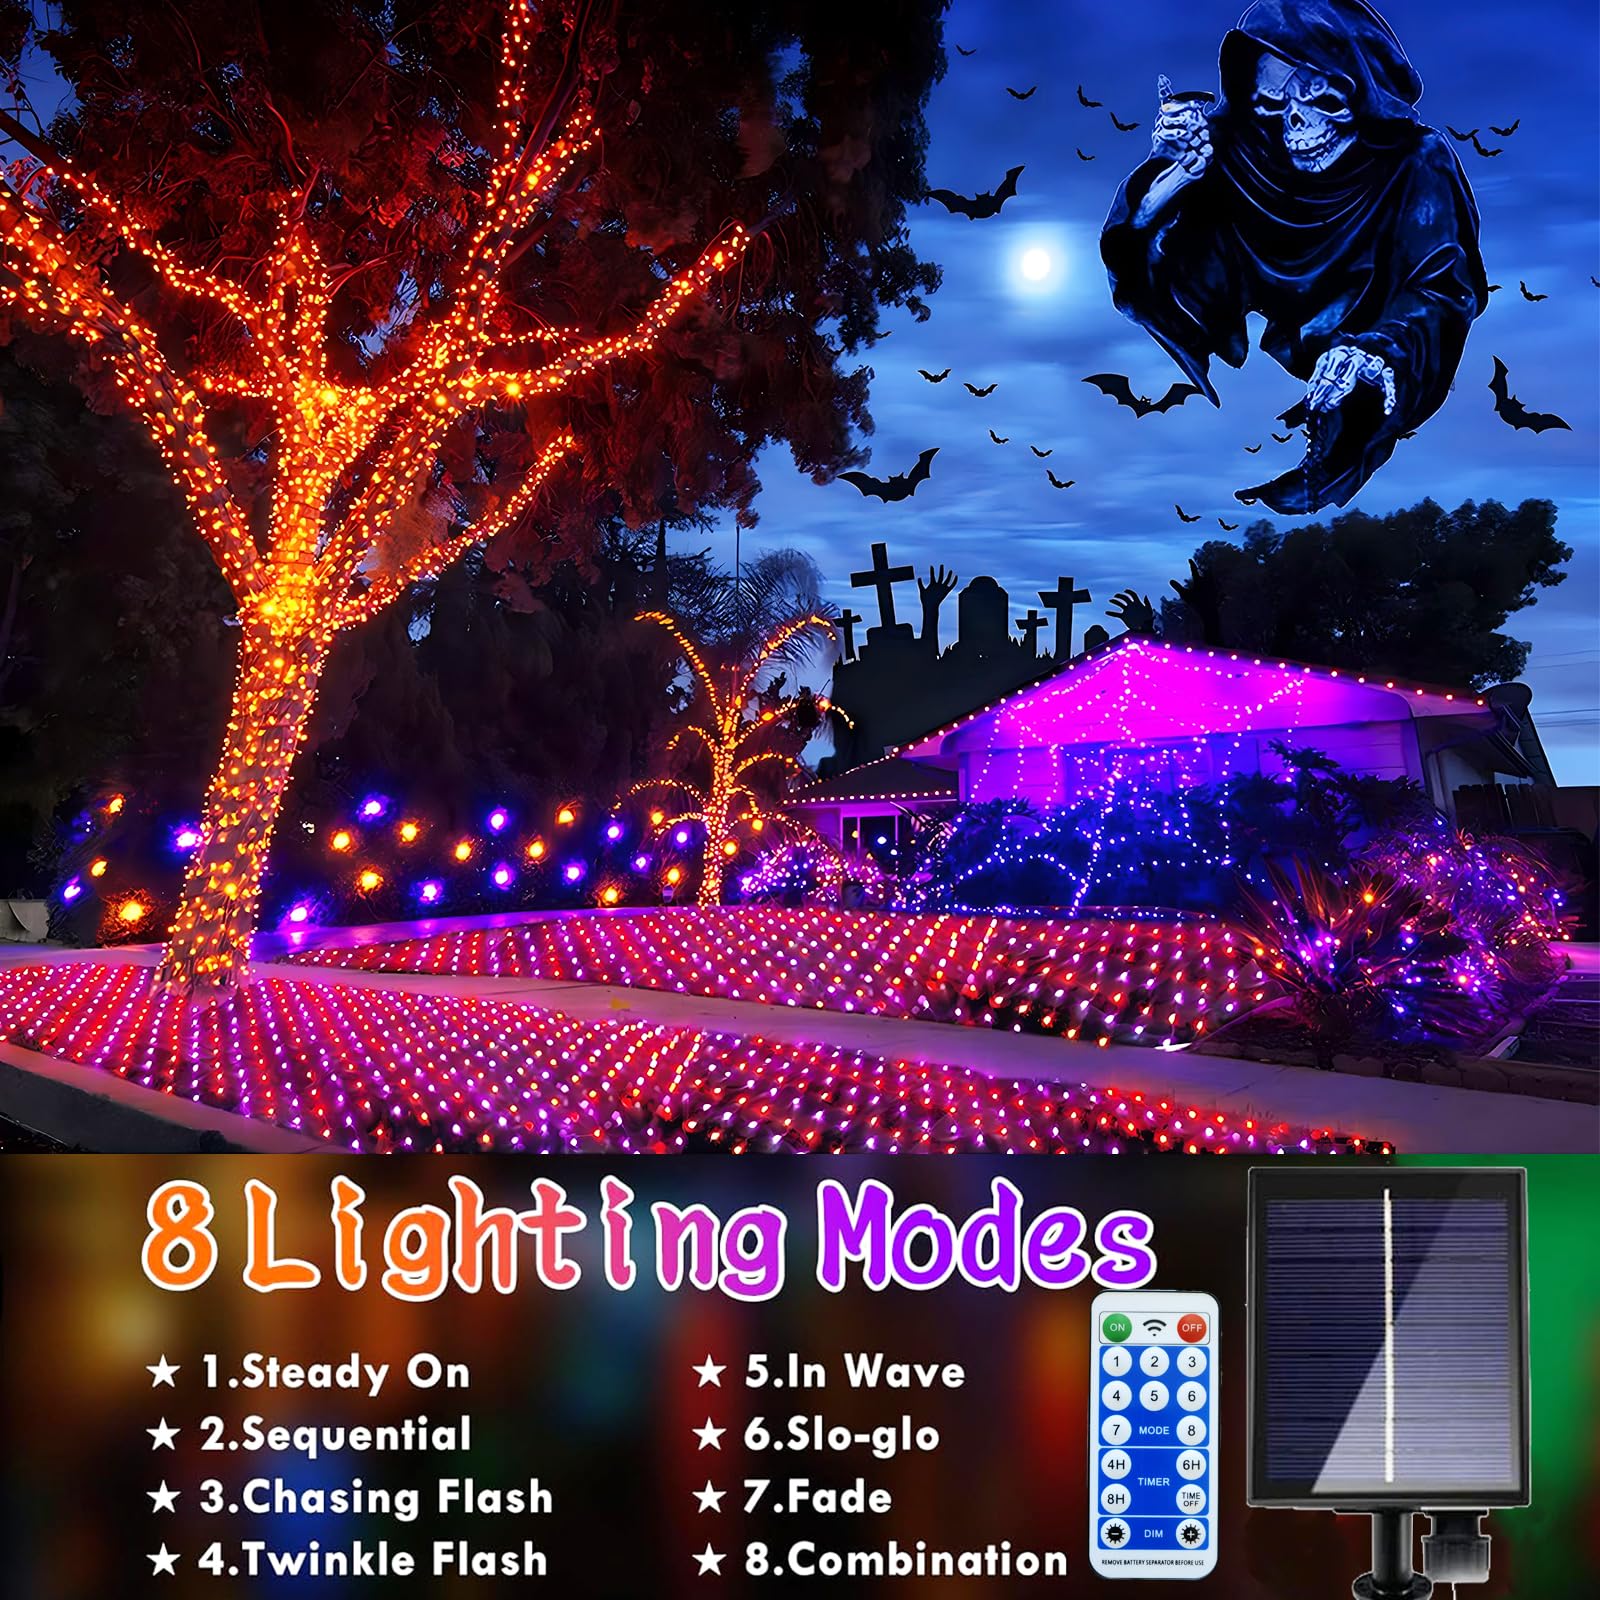 8 Lighting Modes
★ 1.Steady On
★ 2.Sequential
★ 3.Chasing Flash
★ 4.Twinkle Flash
★ 5.In Wave
★ 6.Slo-glo
★ 7.Fade
★ 8.Combination
ON OFF
1 2 3
4 5 6
7 MODE 8
4H 6H
TIMER
8H TIME OFF
DIM
REMOVE BATTERY SEPARATOR BEFORE USE